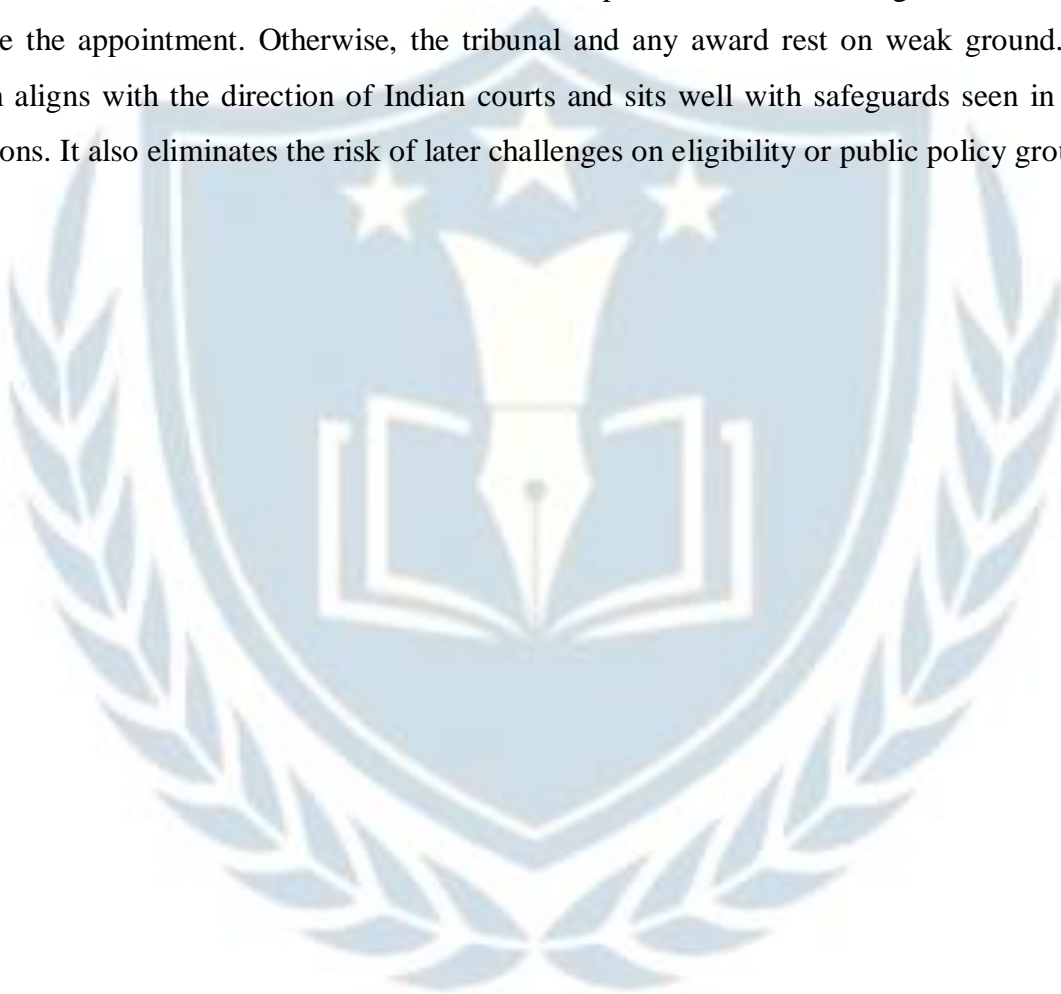 e the appointment. Otherwise, the tribunal and any award rest on weak ground.
aligns with the direction of Indian courts and sits well with safeguards seen in
ons. It also eliminates the risk of later challenges on eligibility or public policy